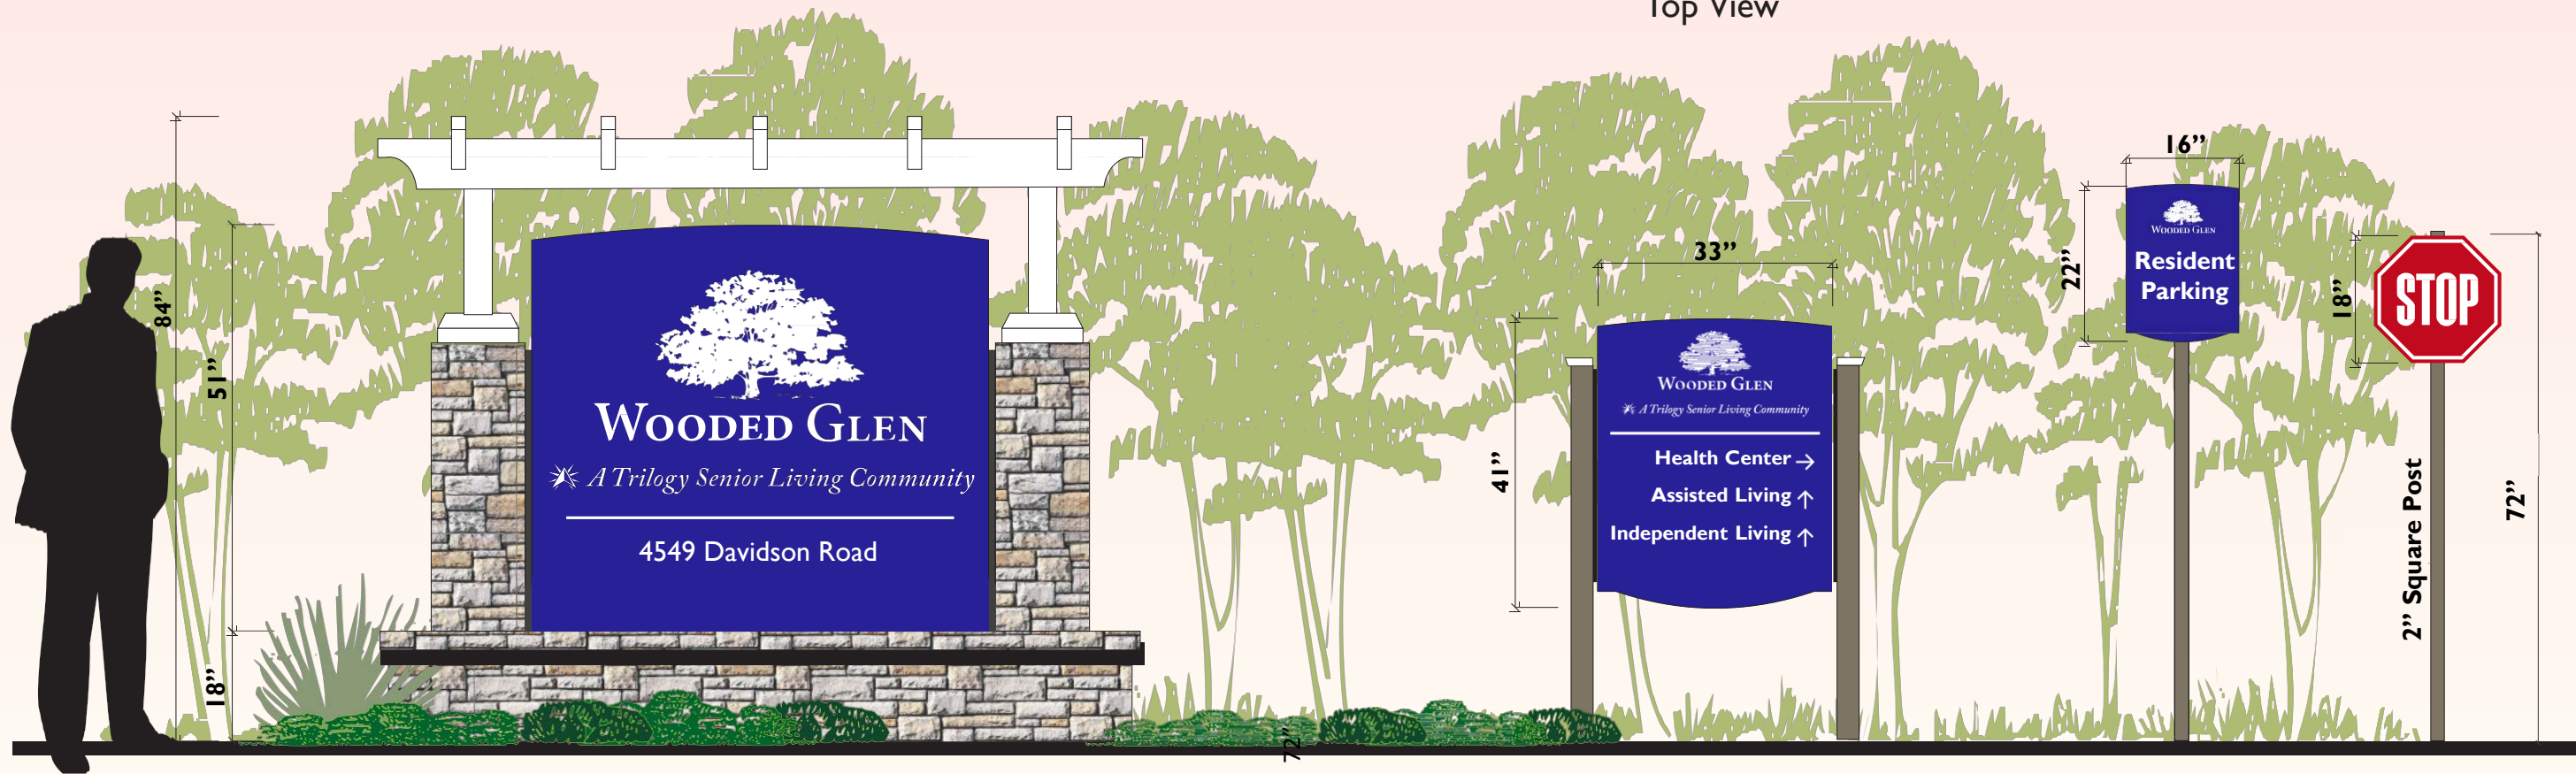 Top View
84”
51”
18”
WOODED GLEN
A Trilogy Senior Living Community
4549 Davidson Road
72”
33”
41”
WOODED GLEN
A Trilogy Senior Living Community
Health Center →
Assisted Living ↑
Independent Living ↑
16”
22”
WOODED GLEN
Resident
Parking
18”
STOP
2” Square Post
72”